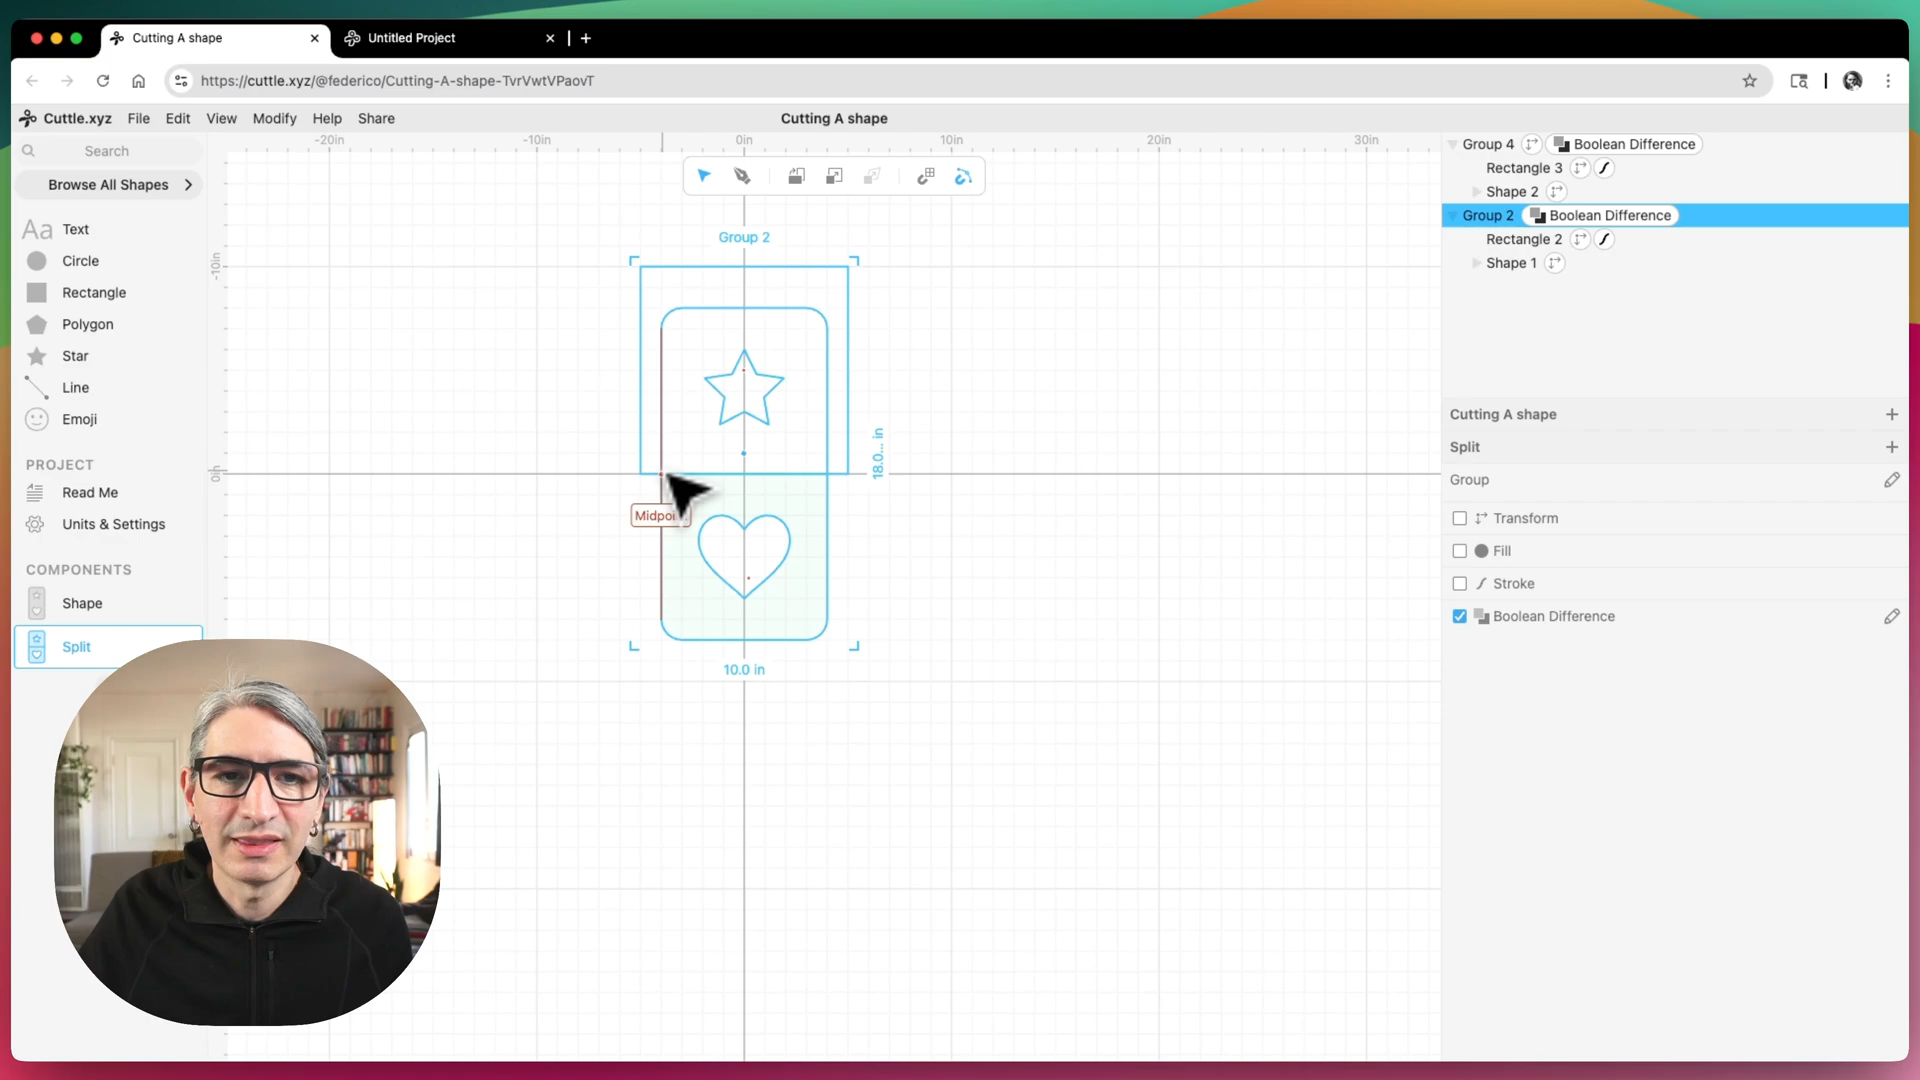 Cutting A shape
Untitled Project
https://cuttle.xyz/@federico/Cutting-A-shape-TvrVwtVPaovT
Cuttle.xyz File Edit View Modify Help Share
Cutting A shape
-20in -10in 0in 10in 20in 30in
-10in
0in
Search
Browse All Shapes
Aa Text
Circle
Rectangle
Polygon
Star
Line
Emoji
PROJECT
Read Me
Units & Settings
COMPONENTS
Shape
Split
Group 2
18.0... in
10.0 in
Group 4 Boolean Difference
Rectangle 3
Shape 2
Group 2 Boolean Difference
Rectangle 2
Shape 1
Cutting A shape
Split
Group
Transform
Fill
Stroke
Boolean Difference